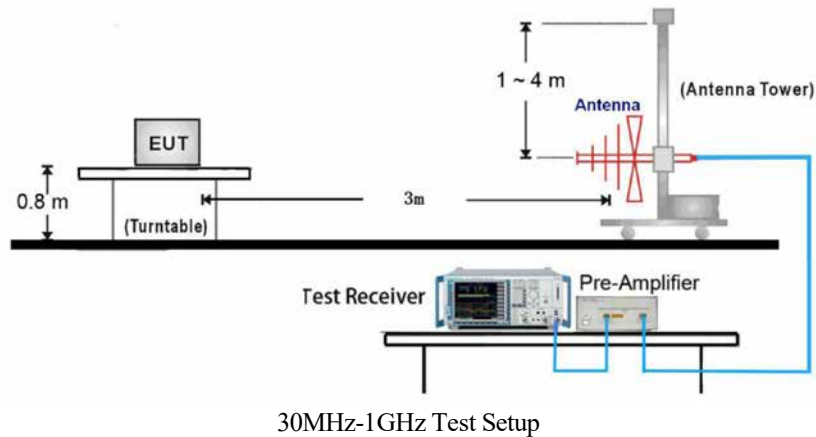 1 ~ 4 m
(Antenna Tower)
Antenna
EUT
0.8 m
3m
(Turntable)
Test Receiver
Pre-Amplifier
30MHz-1GHz Test Setup